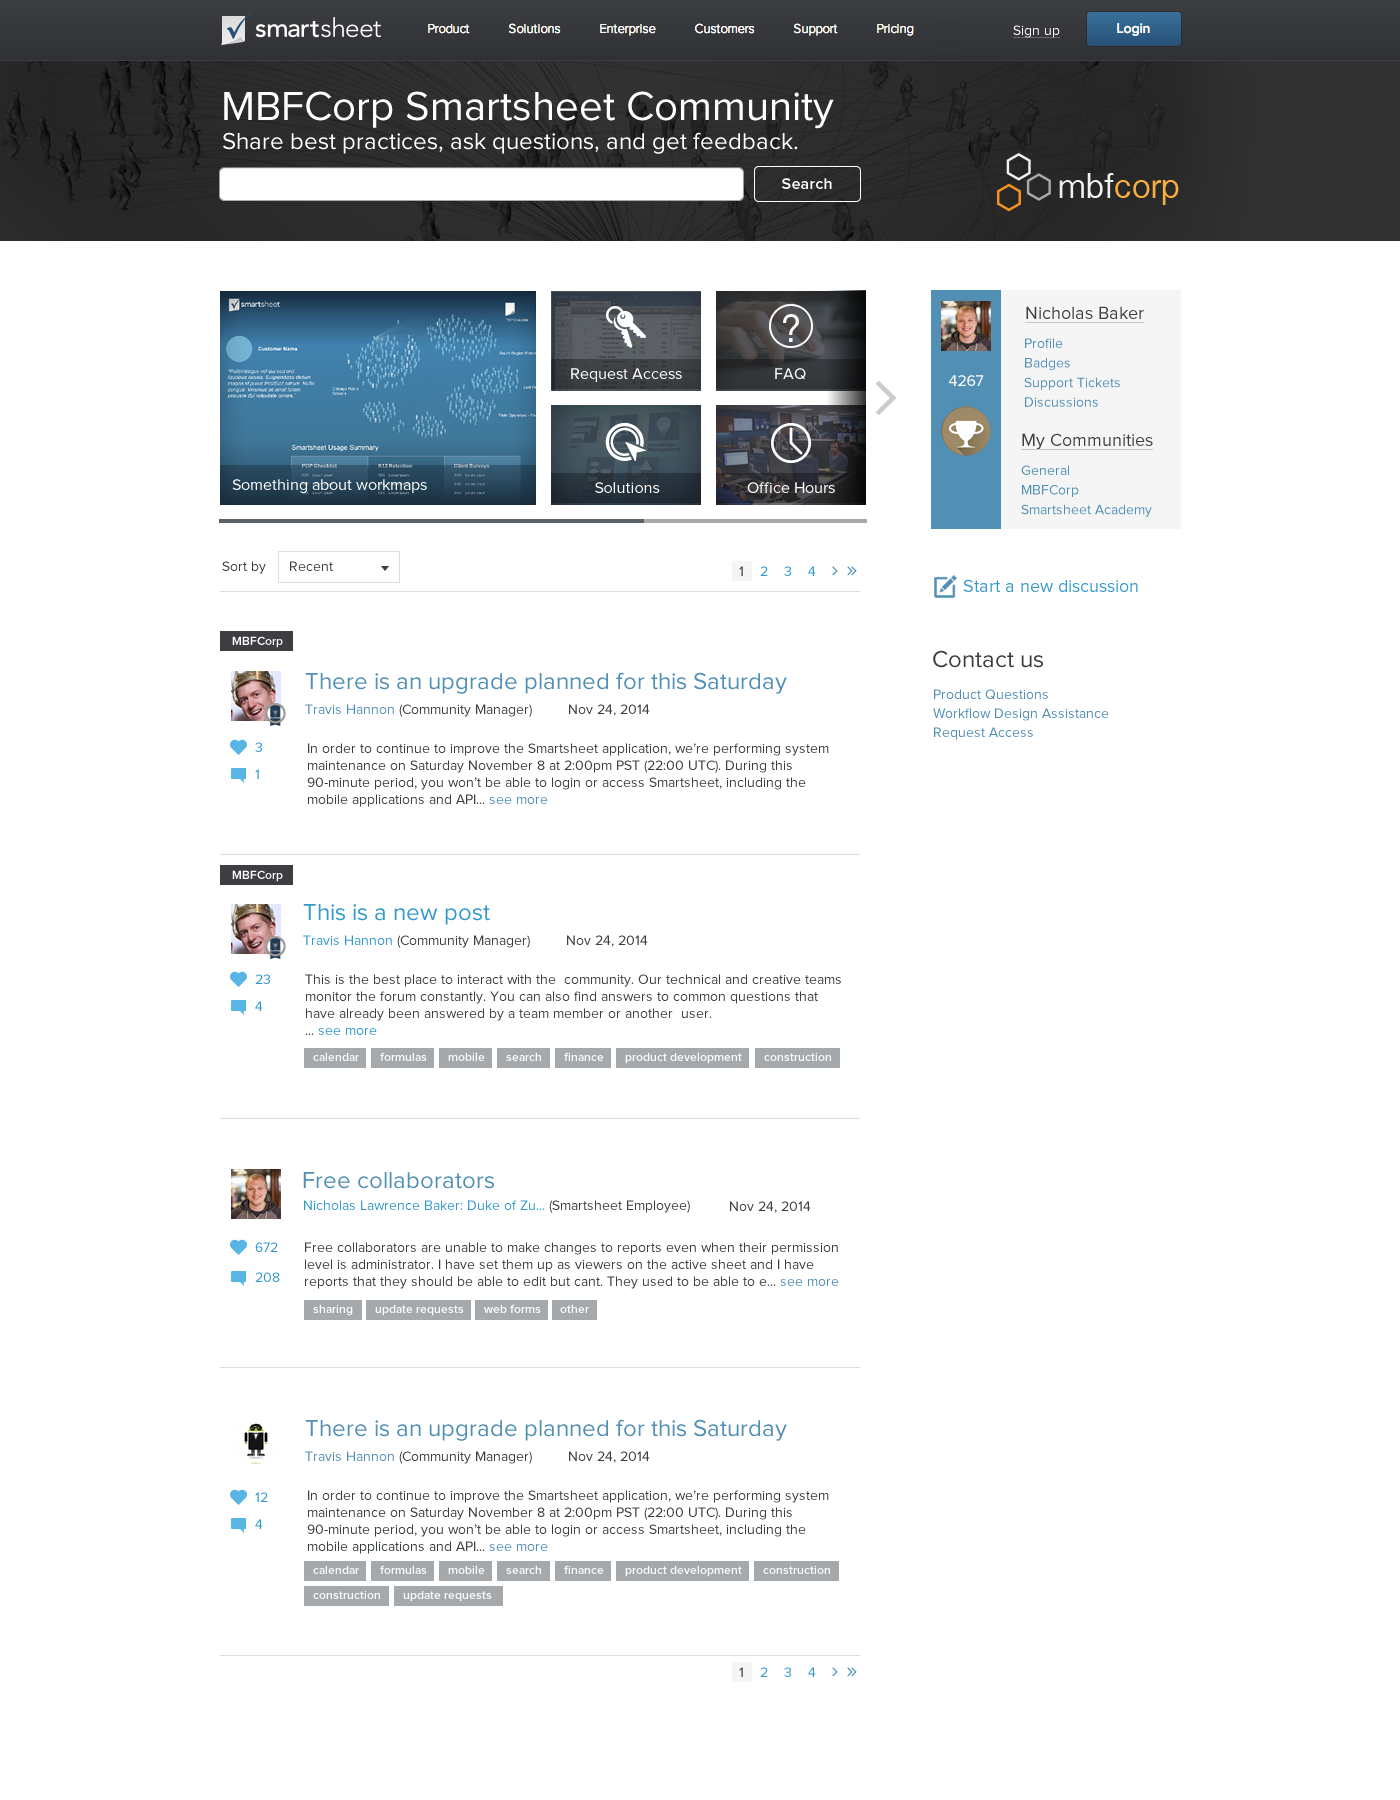 smartsheet
Product
Solutions
Enterprise
Customers
Support
Pricing
Sign up
Login
MBFCorp Smartsheet Community
Share best practices, ask questions, and get feedback.
Search
mbfcorp
smartsheet
Customer Name
Smartsheet Usage Summary
POP Checklist
K12 Retention
Client Surveys
Something about workmaps
Request Access
FAQ
Solutions
Office Hours
4267
Nicholas Baker
Profile
Badges
Support Tickets
Discussions
My Communities
General
MBFCorp
Smartsheet Academy
Sort by Recent
1 2 3 4 > »
Start a new discussion
Contact us
Product Questions
Workflow Design Assistance
Request Access
MBFCorp
There is an upgrade planned for this Saturday
Travis Hannon (Community Manager) Nov 24, 2014
3
1
In order to continue to improve the Smartsheet application, we're performing system
maintenance on Saturday November 8 at 2:00pm PST (22:00 UTC). During this
90-minute period, you won't be able to login or access Smartsheet, including the
mobile applications and API... see more
MBFCorp
This is a new post
Travis Hannon (Community Manager) Nov 24, 2014
23
4
This is the best place to interact with the  community. Our technical and creative teams
monitor the forum constantly. You can also find answers to common questions that
have already been answered by a team member or another  user.
... see more
calendar formulas mobile search finance product development construction
Free collaborators
Nicholas Lawrence Baker: Duke of Zu... (Smartsheet Employee) Nov 24, 2014
672
208
Free collaborators are unable to make changes to reports even when their permission
level is administrator. I have set them up as viewers on the active sheet and I have
reports that they should be able to edit but cant. They used to be able to e... see more
sharing update requests web forms other
There is an upgrade planned for this Saturday
Travis Hannon (Community Manager) Nov 24, 2014
12
4
In order to continue to improve the Smartsheet application, we're performing system
maintenance on Saturday November 8 at 2:00pm PST (22:00 UTC). During this
90-minute period, you won't be able to login or access Smartsheet, including the
mobile applications and API... see more
calendar formulas mobile search finance product development construction
construction update requests
1 2 3 4 > »